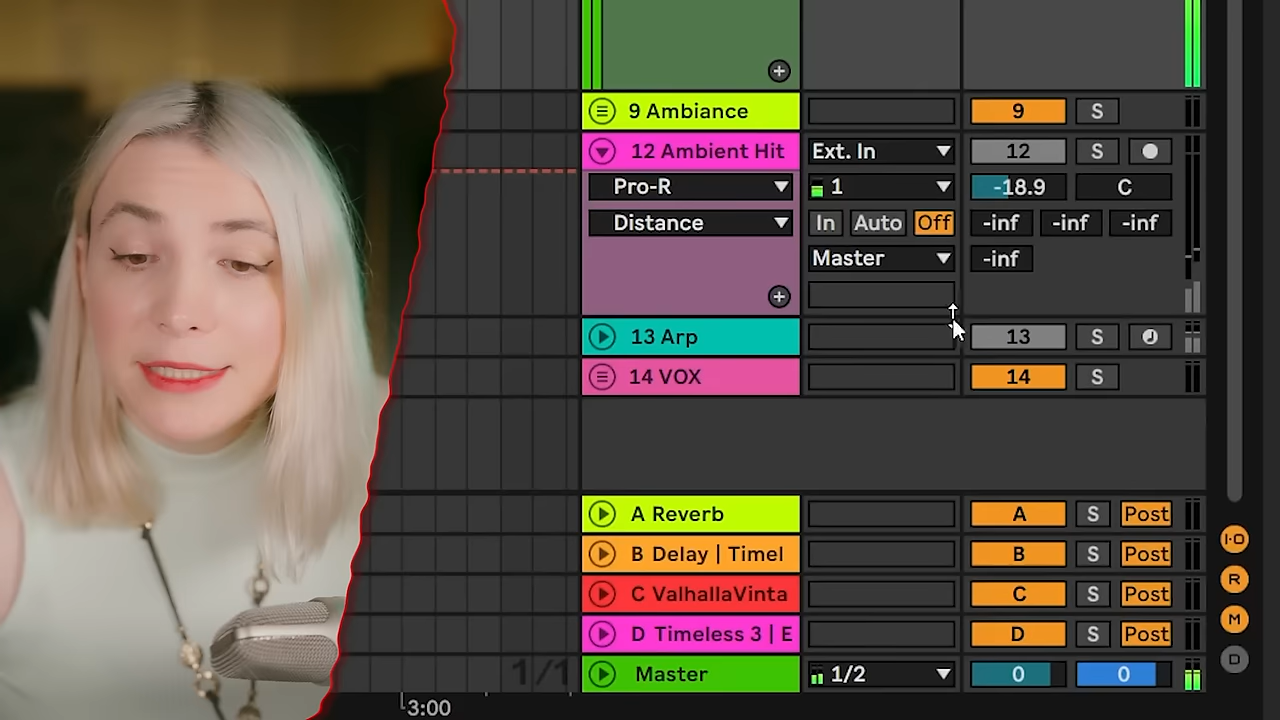 9 Ambiance 9 S
12 Ambient Hit Ext. In 12 S
Pro-R 1 -18.9 C
Distance In Auto Off -inf -inf -inf
Master -inf
13 Arp 13 S
14 VOX 14 S
A Reverb A S Post
B Delay | Timel B S Post
C ValhallaVinta C S Post
D Timeless 3 | E D S Post
1/1 Master 1/2 0 0
3:00
I·O
R
M
D